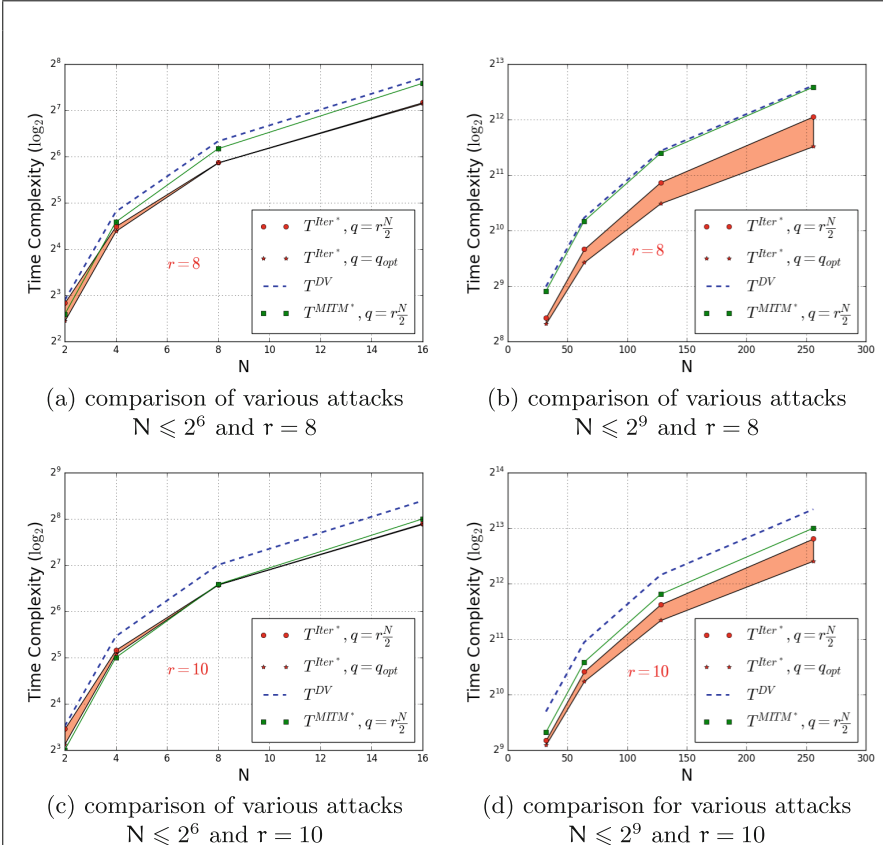 2^8
2^7
2^6
2^5
2^4
2^3
2^2
Time Complexity (log_2)
2 4 6 8 10 12 14 16
N
r = 8
T^{Iter*}, q = r\frac{N}{2}
T^{Iter*}, q = q_{opt}
T^{DV}
T^{MITM*}, q = r\frac{N}{2}
(a) comparison of various attacks
N ⩽ 2^6 and r = 8
2^13
2^12
2^11
2^10
2^9
2^8
Time Complexity (log_2)
0 50 100 150 200 250 300
N
r = 8
T^{Iter*}, q = r\frac{N}{2}
T^{Iter*}, q = q_{opt}
T^{DV}
T^{MITM*}, q = r\frac{N}{2}
(b) comparison of various attacks
N ⩽ 2^9 and r = 8
2^9
2^8
2^7
2^6
2^5
2^4
2^3
Time Complexity (log_2)
2 4 6 8 10 12 14 16
N
r = 10
T^{Iter*}, q = r\frac{N}{2}
T^{Iter*}, q = q_{opt}
T^{DV}
T^{MITM*}, q = r\frac{N}{2}
(c) comparison of various attacks
N ⩽ 2^6 and r = 10
2^14
2^13
2^12
2^11
2^10
2^9
Time Complexity (log_2)
0 50 100 150 200 250 300
N
r = 10
T^{Iter*}, q = r\frac{N}{2}
T^{Iter*}, q = q_{opt}
T^{DV}
T^{MITM*}, q = r\frac{N}{2}
(d) comparison for various attacks
N ⩽ 2^9 and r = 10